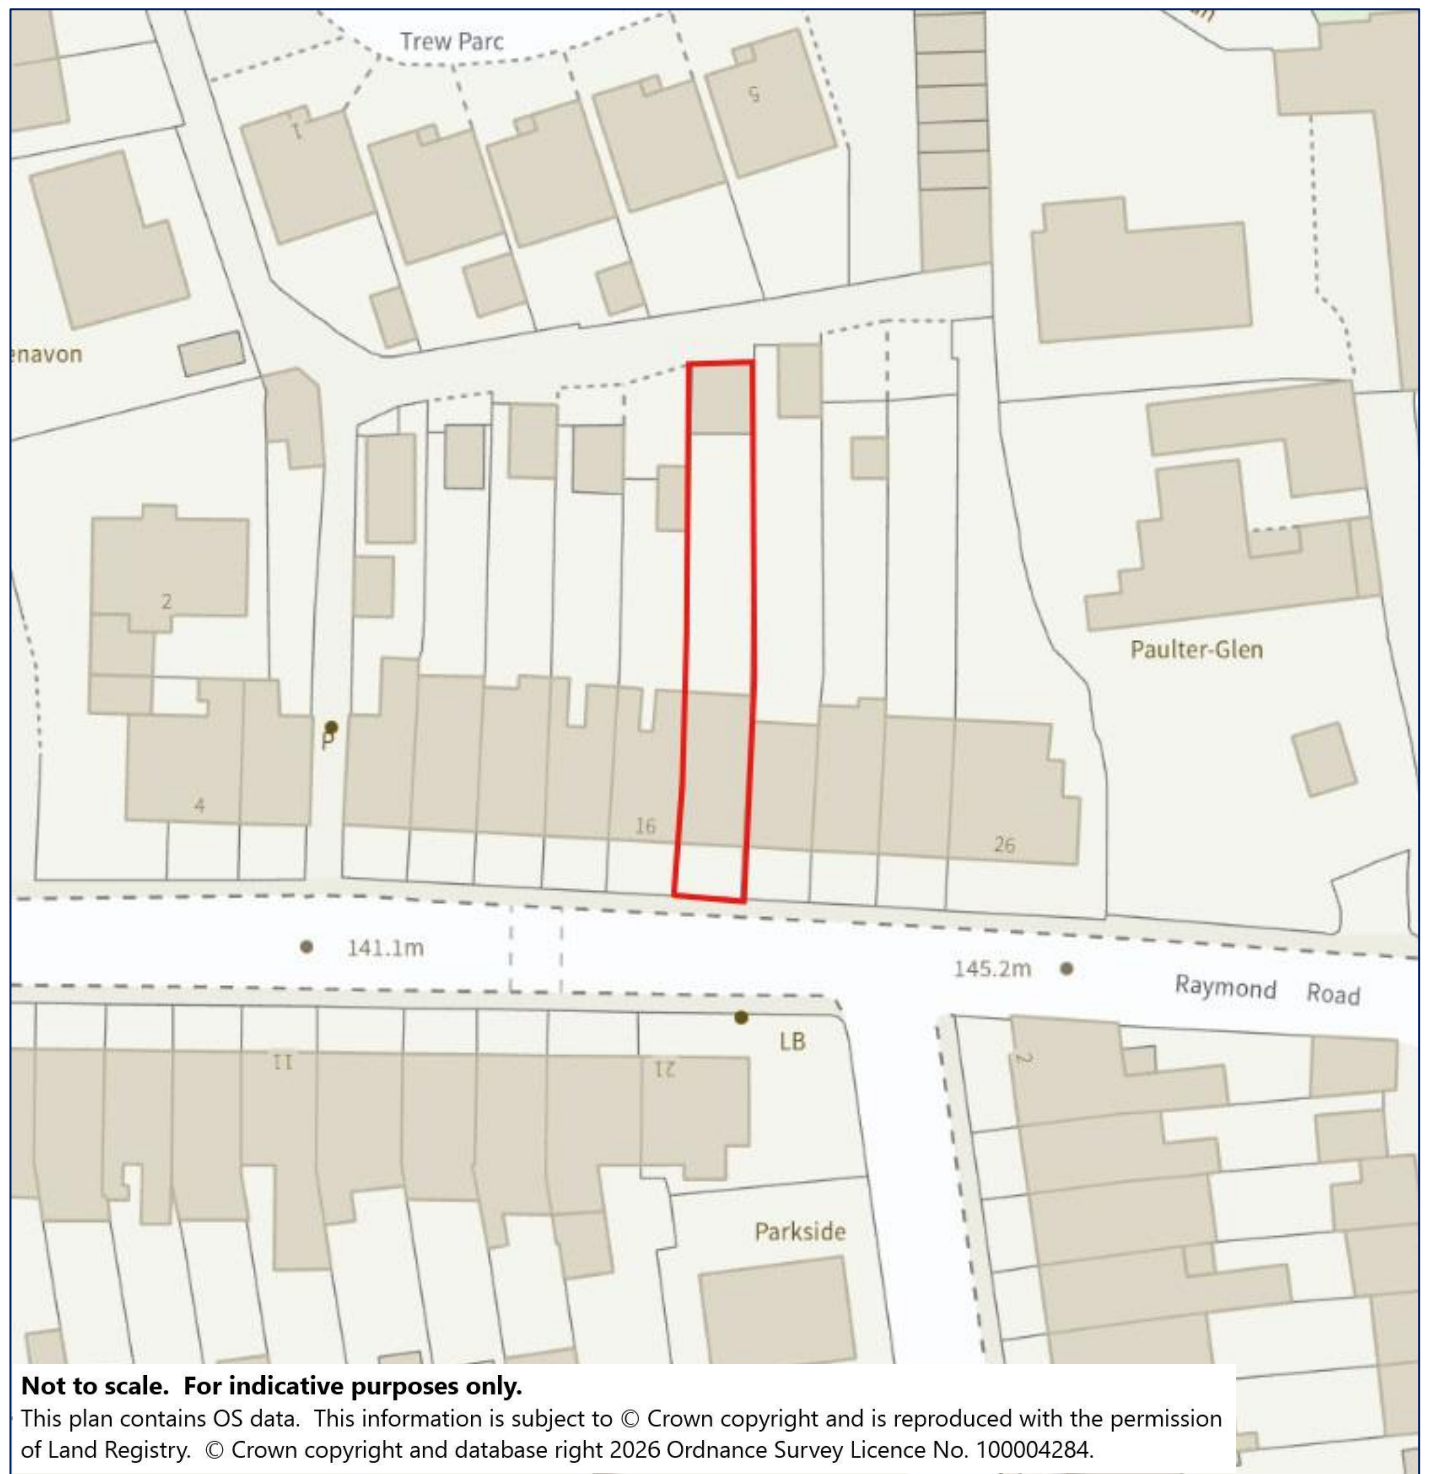 Trew Parc
1
5
enavon
2
P
Paulter-Glen
4
16
26
141.1m
145.2m
Raymond Road
LB
11
21
2
Parkside
Not to scale.  For indicative purposes only.
This plan contains OS data.  This information is subject to © Crown copyright and is reproduced with the permission
of Land Registry.  © Crown copyright and database right 2026 Ordnance Survey Licence No. 100004284.